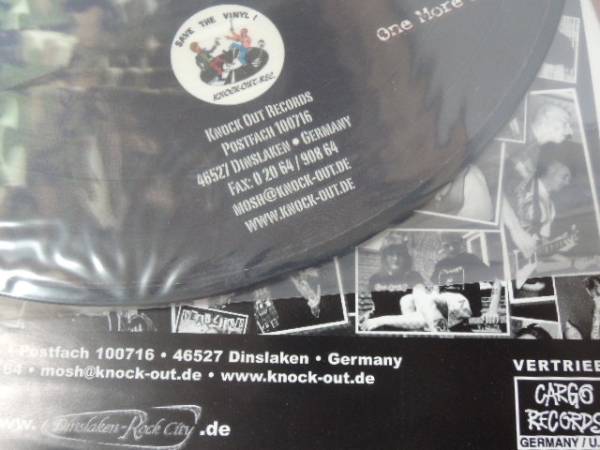 SAVE THE VINYL!
KNOCK-OUT REC.
One More
KNOCK OUT RECORDS
POSTFACH 100716
46527 DINSLAKEN • GERMANY
FAX: 0 20 64 / 908 64
MOSH@KNOCK-OUT.DE
WWW.KNOCK-OUT.DE
Postfach 100716 • 46527 Dinslaken • Germany
64 • mosh@knock-out.de • www.knock-out.de
www.Dinslaken-Rock City.de
VERTRIEB
CARGO
RECORDS
GERMANY / U.